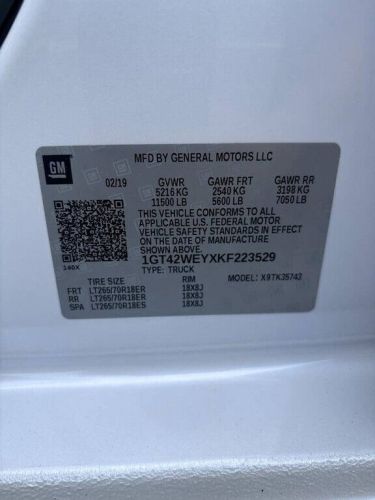 GM
MFD BY GENERAL MOTORS LLC
02/19 GVWR GAWR FRT GAWR RR
5216 KG 2540 KG 3198 KG
11500 LB 5600 LB 7050 LB
THIS VEHICLE CONFORMS TO ALL APPLICABLE
U.S. FEDERAL MOTOR VEHICLE SAFETY
STANDARDS IN EFFECT ON THE DATE OF
MANUFACTURE SHOWN ABOVE.
1GT42WEYXKF223529
TYPE: TRUCK MODEL: X9TK35743
TIRE SIZE RIM
FRT LT265/70R18ER 18X8J
RR LT265/70R18ER 18X8J
SPA LT265/70R18ES 18X8J